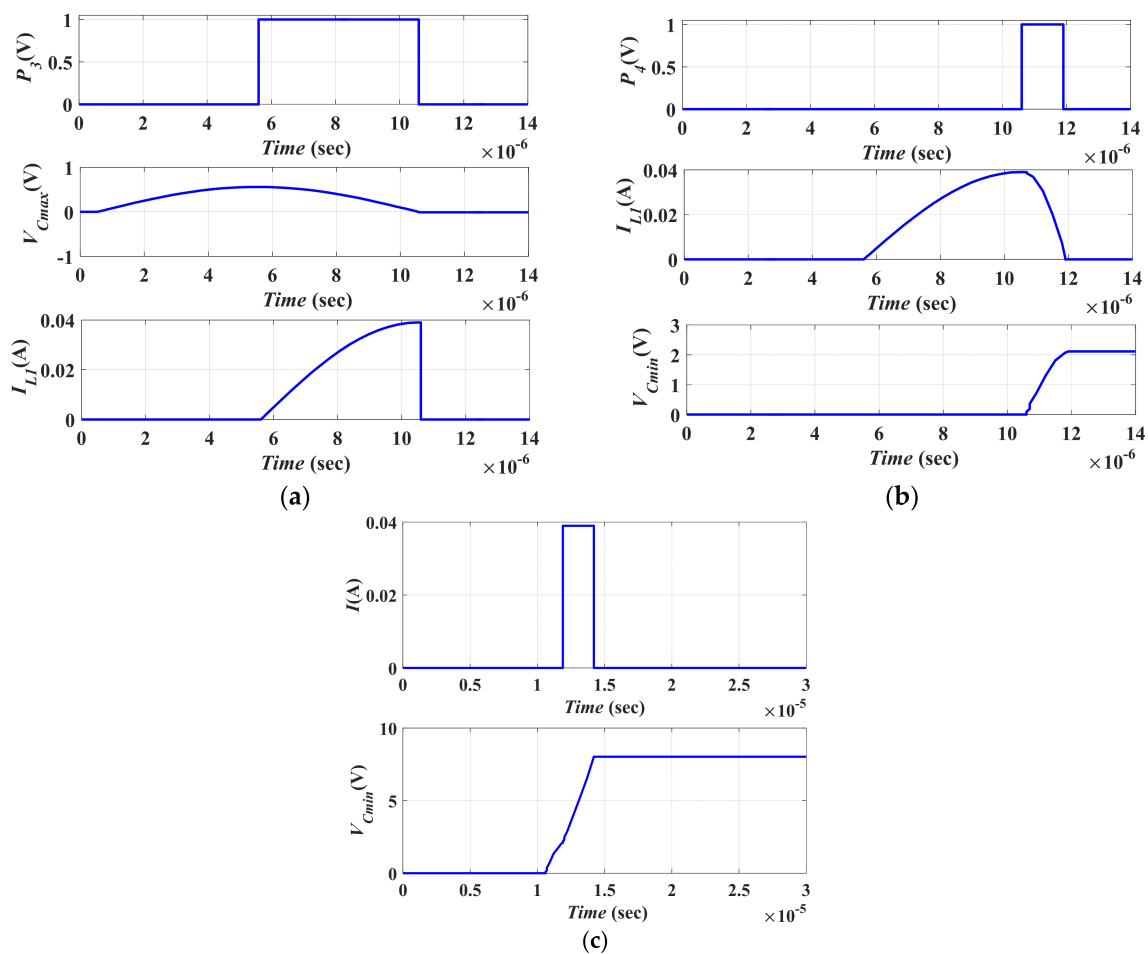 P3(V)
1
0.5
0
0 2 4 6 8 10 12 14
Time (sec)
×10-6
VCmax(V)
1
0
-1
0 2 4 6 8 10 12 14
Time (sec)
×10-6
IL1(A)
0.04
0.02
0
0 2 4 6 8 10 12 14
Time (sec)
×10-6
(a)
P4(V)
1
0.5
0
0 2 4 6 8 10 12 14
Time (sec)
×10-6
IL1(A)
0.04
0.02
0
0 2 4 6 8 10 12 14
Time (sec)
×10-6
VCmin(V)
3
2
1
0
0 2 4 6 8 10 12 14
Time (sec)
×10-6
(b)
I(A)
0.04
0.02
0
0 0.5 1 1.5 2 2.5 3
Time (sec)
×10-5
VCmin(V)
10
5
0
0 0.5 1 1.5 2 2.5 3
Time (sec)
×10-5
(c)